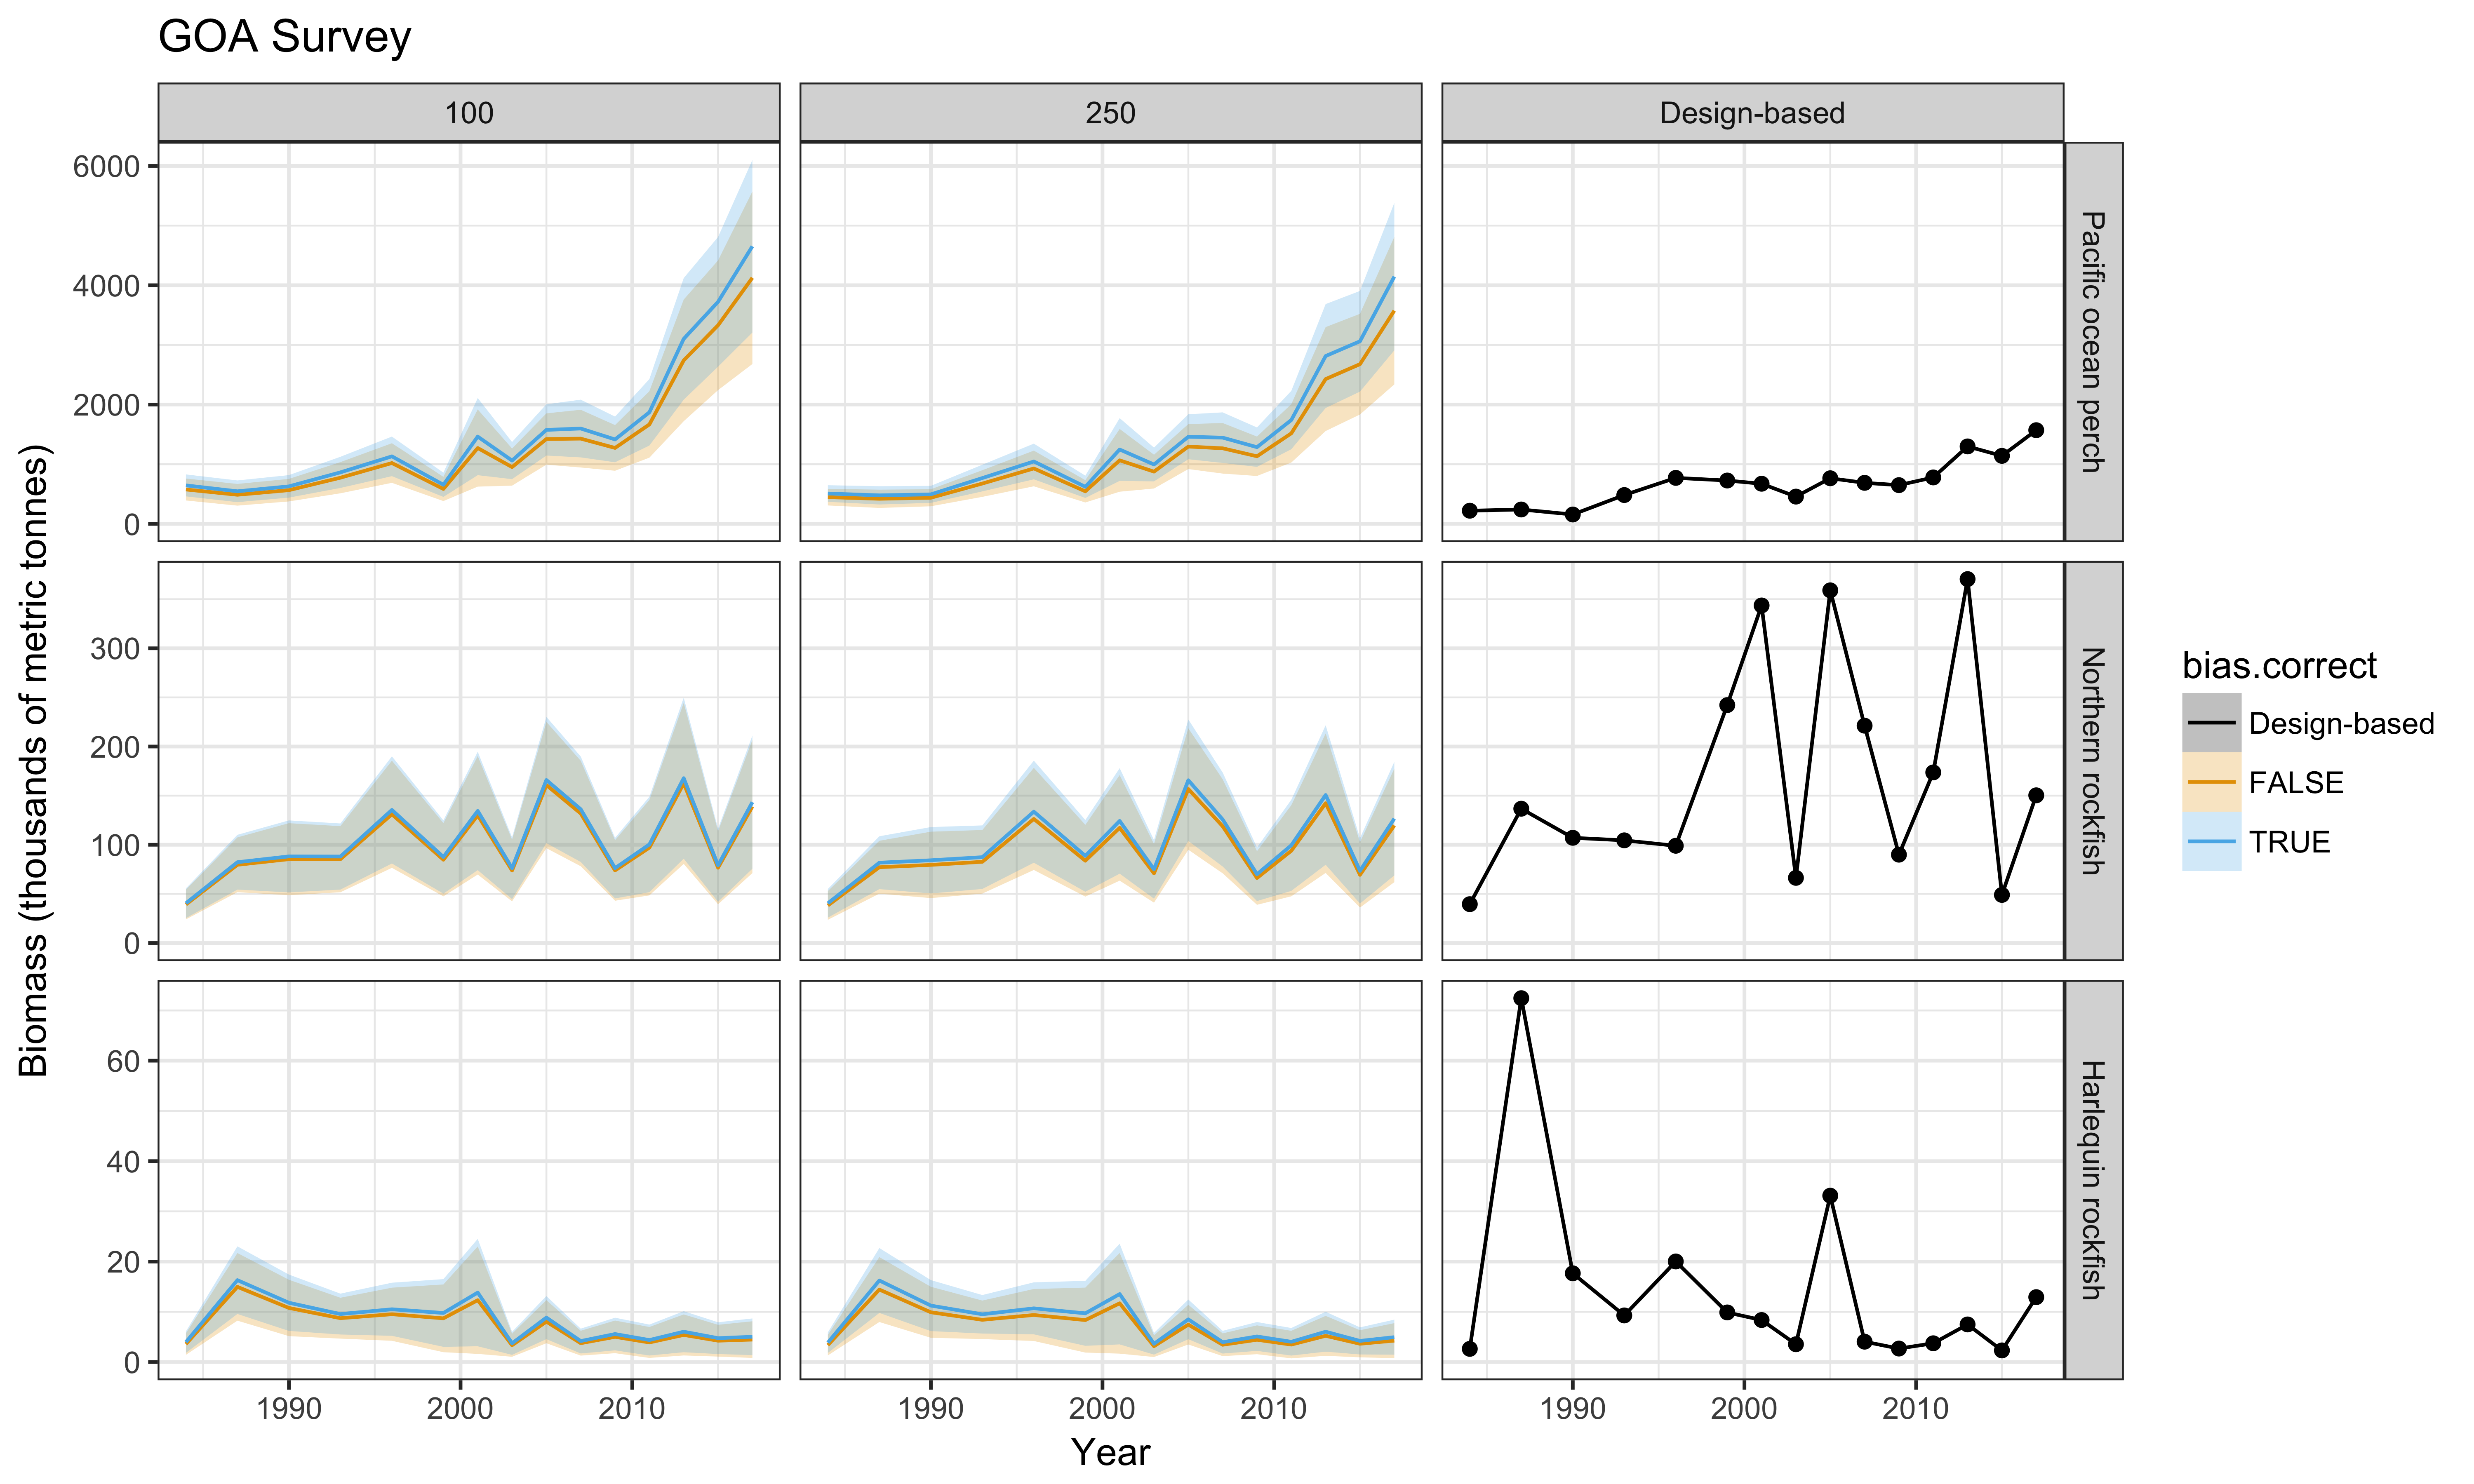 GOA Survey
100
250
Design-based
6000
4000
2000
0
Pacific ocean perch
300
200
100
0
Northern rockfish
60
40
20
0
Harlequin rockfish
1990
2000
2010
1990
2000
2010
1990
2000
2010
Year
Biomass (thousands of metric tonnes)
bias.correct
Design-based
FALSE
TRUE